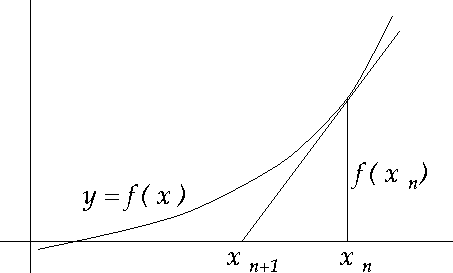 f( x n)
y = f( x )
x n+1
x n